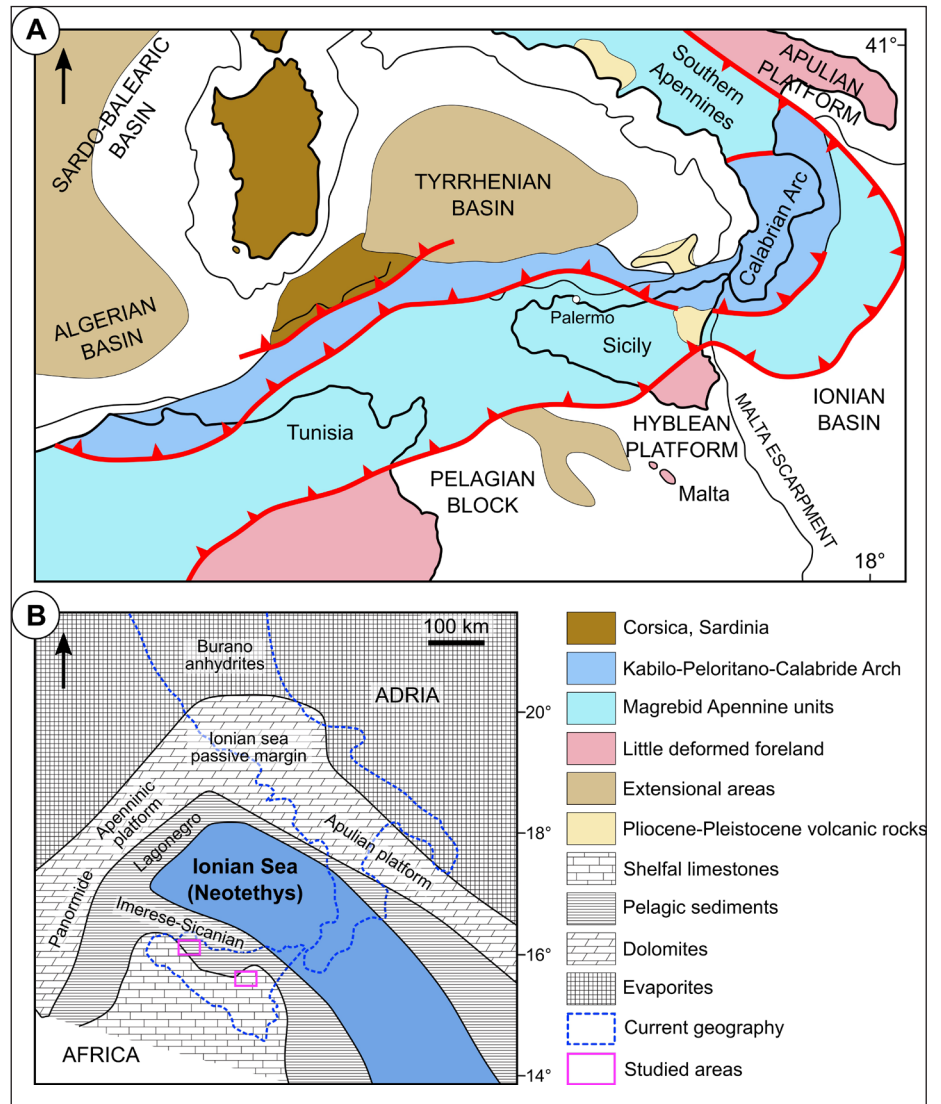 A
41°
SARDO-BALEARIC
BASIN
Southern
Apennines
APULIAN
PLATFORM
TYRRHENIAN
BASIN
Calabrian Arc
ALGERIAN
BASIN
Palermo
Sicily
Tunisia
HYBLEAN
PLATFORM
IONIAN
BASIN
PELAGIAN
BLOCK
Malta
MALTA ESCARPMENT
18°
B
100 km
Burano
anhydrites
ADRIA
20°
Ionian sea
passive margin
Apenninic
platform
Lagonegro
Apulian platform
18°
Ionian Sea
(Neotethys)
Panormide
Imerese-Sicanian
16°
AFRICA
14°
Corsica, Sardinia
Kabilo-Peloritano-Calabride Arch
Magrebid Apennine units
Little deformed foreland
Extensional areas
Pliocene-Pleistocene volcanic rocks
Shelfal limestones
Pelagic sediments
Dolomites
Evaporites
Current geography
Studied areas